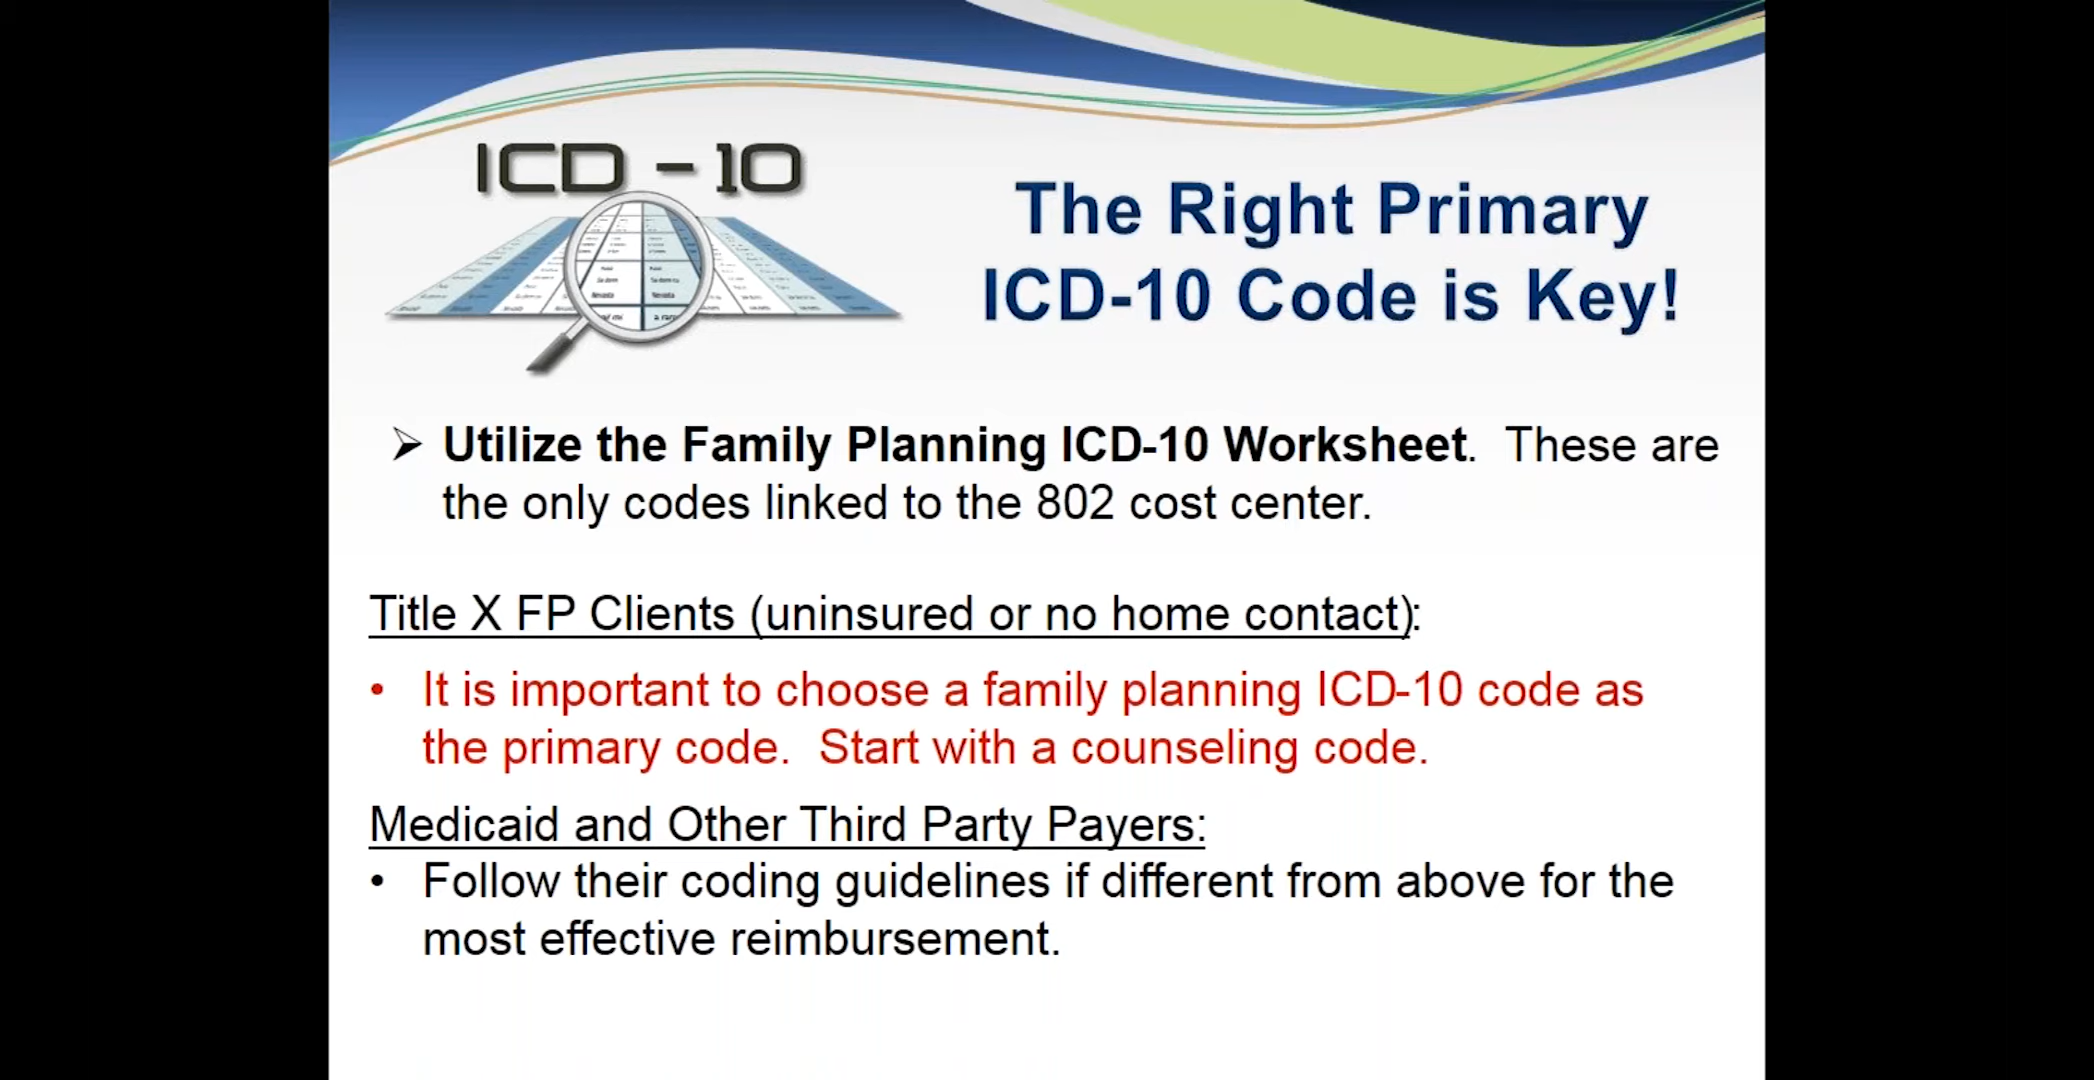 ICD - 10
The Right Primary
ICD-10 Code is Key!
➢ Utilize the Family Planning ICD-10 Worksheet.  These are
the only codes linked to the 802 cost center.
Title X FP Clients (uninsured or no home contact):
• It is important to choose a family planning ICD-10 code as
the primary code.  Start with a counseling code.
Medicaid and Other Third Party Payers:
• Follow their coding guidelines if different from above for the
most effective reimbursement.